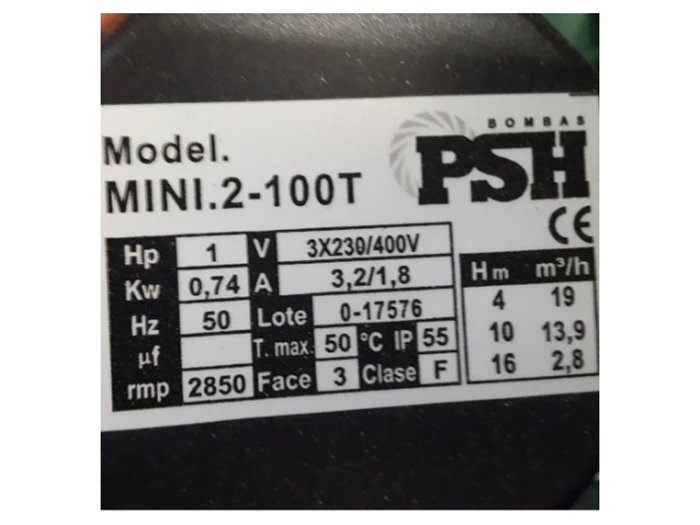 BOMBAS
PSH
Model.
MINI.2-100T
CE
Hp 1 V 3X230/400V
Kw 0,74 A 3,2/1,8
Hz 50 Lote 0-17576
µf T. max. 50 °C IP 55
rmp 2850 Face 3 Clase F
Hm m³/h
4 19
10 13,9
16 2,8